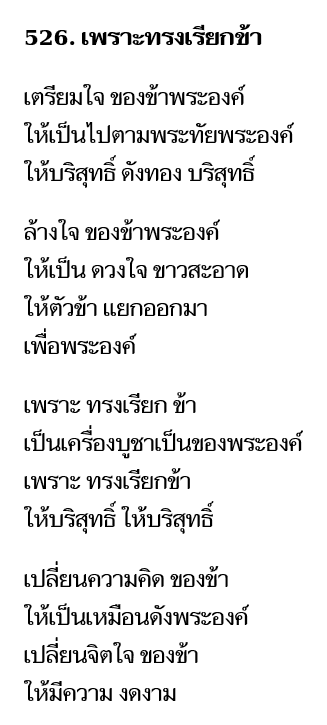 526. เพราะทรงเรียกข้า
เตรียมใจ ของข้าพระองค์
ให้เป็นไปตามพระทัยพระองค์
ให้บริสุทธิ์ ดังทอง บริสุทธิ์
ล้างใจ ของข้าพระองค์
ให้เป็น ดวงใจ ขาวสะอาด
ให้ตัวข้า แยกออกมา
เพื่อพระองค์
เพราะ ทรงเรียก ข้า
เป็นเครื่องบูชาเป็นของพระองค์
เพราะ ทรงเรียกข้า
ให้บริสุทธิ์ ให้บริสุทธิ์
เปลี่ยนความคิด ของข้า
ให้เป็นเหมือนดังพระองค์
เปลี่ยนจิตใจ ของข้า
ให้มีความ งดงาม